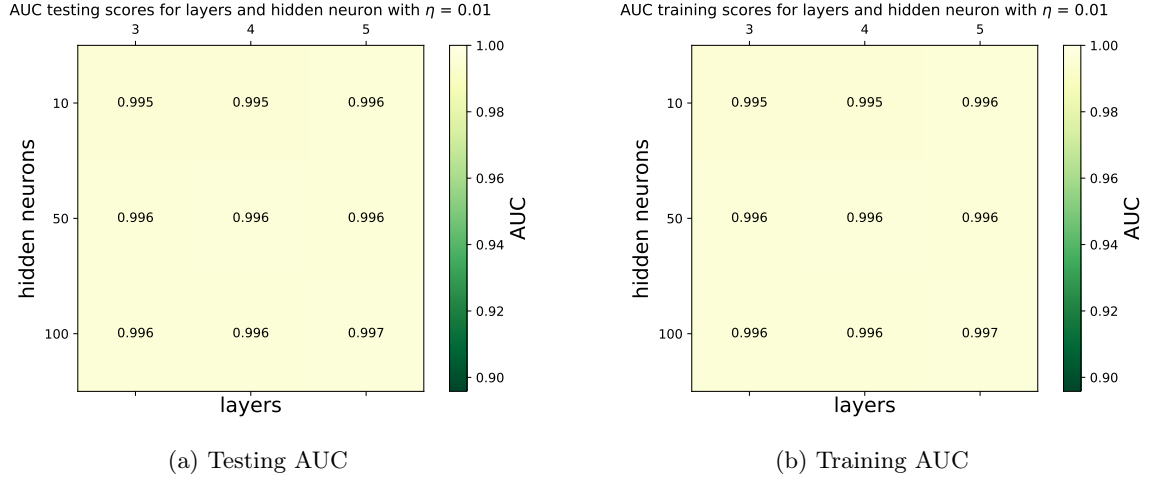 AUC testing scores for layers and hidden neuron with η = 0.01
3 4 5
10 0.995 0.995 0.996
50 0.996 0.996 0.996
100 0.996 0.996 0.997
hidden neurons
layers
1.00
0.98
0.96
0.94
0.92
0.90
AUC
(a) Testing AUC
AUC training scores for layers and hidden neuron with η = 0.01
3 4 5
10 0.995 0.995 0.996
50 0.996 0.996 0.996
100 0.996 0.996 0.997
hidden neurons
layers
1.00
0.98
0.96
0.94
0.92
0.90
AUC
(b) Training AUC